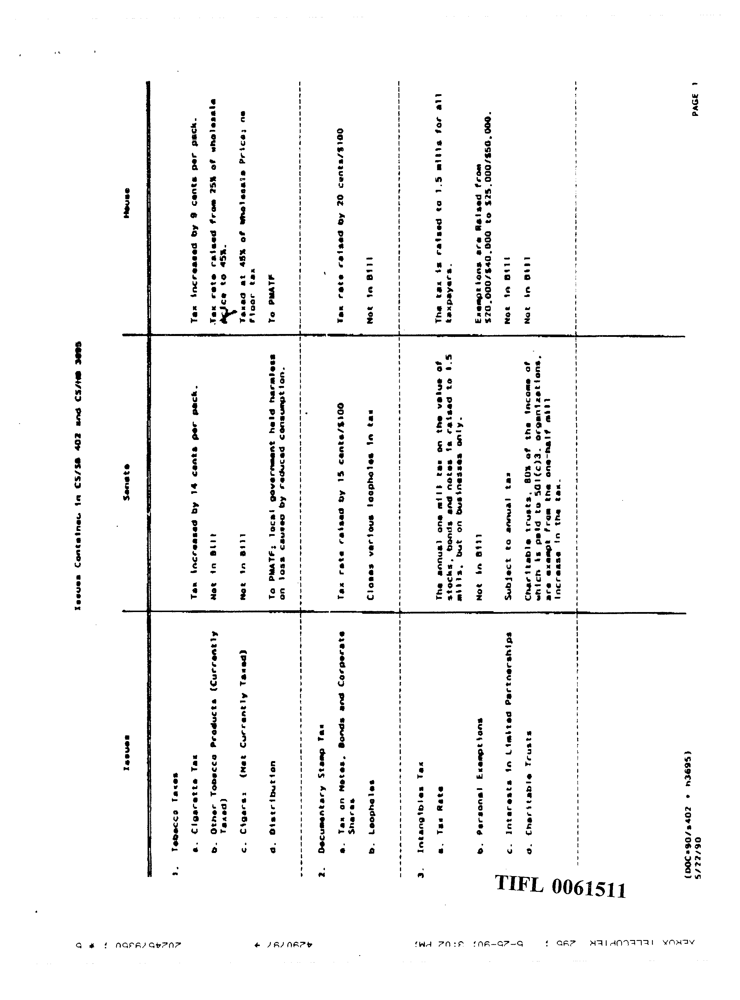 Issues Contained in CS/SB 402 and CS/HB 3695
Issues Senate House
1. Tobacco Taxes
a. Cigarette Tax Tax increased by 14 cents per pack. Tax increased by 9 cents per pack.
b. Other Tobacco Products (Currently Not in Bill Tax rate raised from 25% of wholesale
Taxed) price to 45%.
c. Cigars: (Not Currently Taxed) Not in Bill Taxed at 45% of Wholesale Price; no
floor tax
d. Distribution To PMATF; local government held harmless To PMATF
on loss caused by reduced consumption.
2. Documentary Stamp Tax
a. Tax on Notes, Bonds and Corporate Tax rate raised by 15 cents/$100 Tax rate raised by 20 cents/$100
Shares
b. Loopholes Closes various loopholes in tax Not in Bill
3. Intangibles Tax
a. Tax Rate The annual one mill tax on the value of The tax is raised to 1.5 mills for all
stocks, bonds and notes is raised to 1.5 taxpayers.
mills, but on businesses only.
b. Personal Exemptions Not in Bill Exemptions are Raised from
$20,000/$40,000 to $25,000/$50,000.
c. Interests in Limited Partnerships Subject to annual tax Not in Bill
d. Charitable Trusts Charitable trusts, 80% of the income of Not in Bill
which is paid to 501(c)3. organizations,
are exempt from the one-half mill
increase in the tax.
(DOC=90/s402 + h3695)
5/22/90
PAGE 1
TIFL 0061511
XEROX TELECOPIER 295 ; 5-25-90; 3:02 PM;